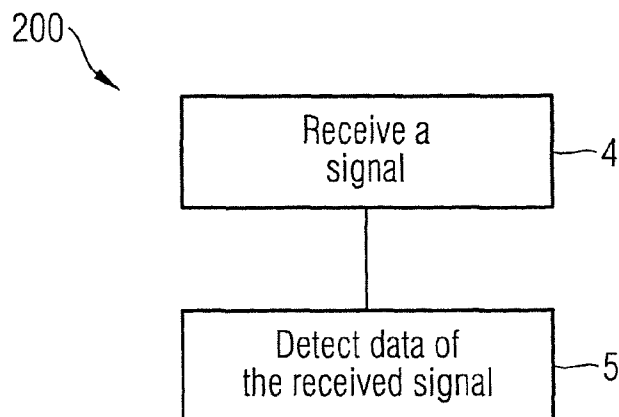 200
Receive a
signal
4
Detect data of
the received signal
5